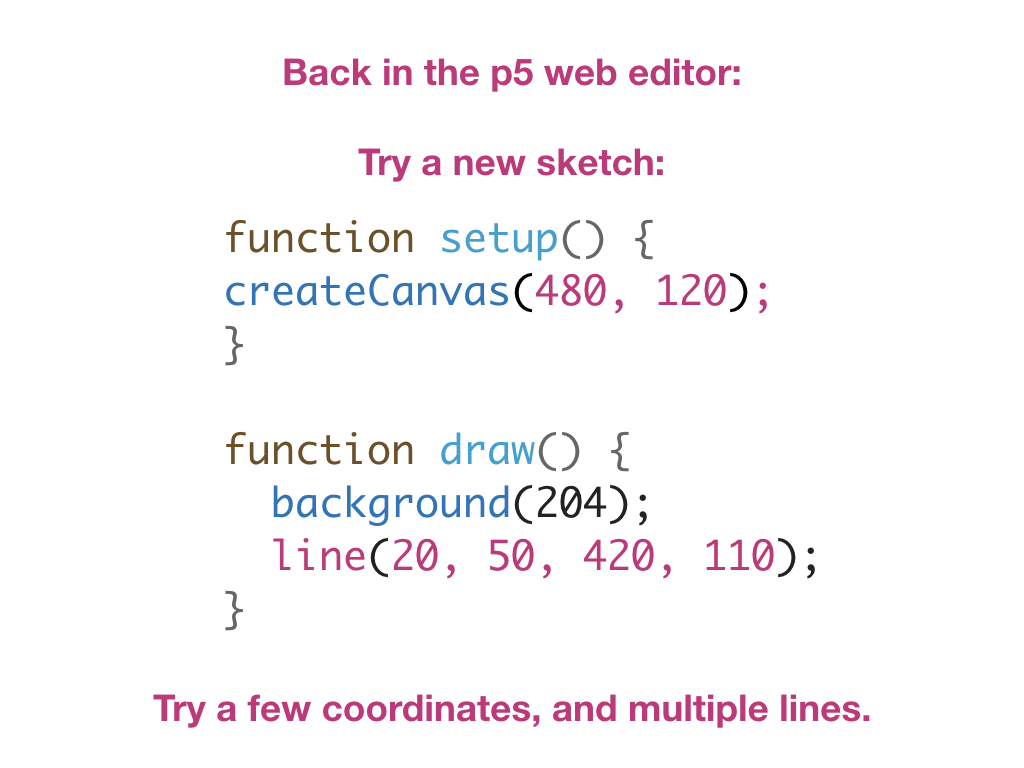 Back in the p5 web editor:
Try a new sketch:
function setup() {
createCanvas(480, 120);
}
function draw() {
  background(204);
  line(20, 50, 420, 110);
}
Try a few coordinates, and multiple lines.